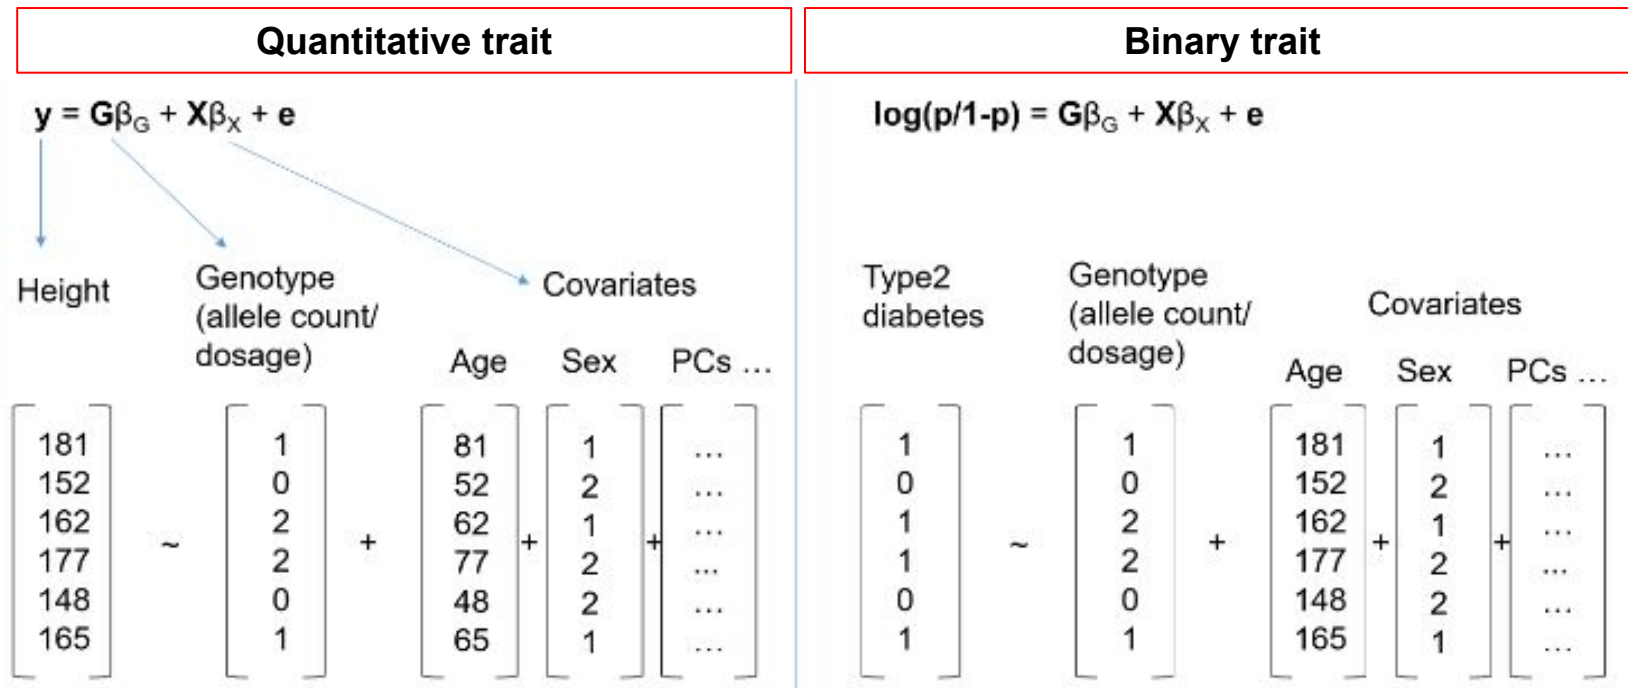 Quantitative trait
y = Gβ_G + Xβ_X + e
Height
Genotype
(allele count/
dosage)
Covariates
Age Sex PCs …
181 1 81 1 …
152 0 52 2 …
162 2 62 1 …
~ + + +
177 2 77 2 ...
148 0 48 2 …
165 1 65 1 …
Binary trait
log(p/1-p) = Gβ_G + Xβ_X + e
Type2
diabetes
Genotype
(allele count/
dosage)
Covariates
Age Sex PCs …
1 1 181 1 …
0 0 152 2 …
1 2 162 1 …
~ + + +
1 2 177 2 ...
0 0 148 2 …
1 1 165 1 …